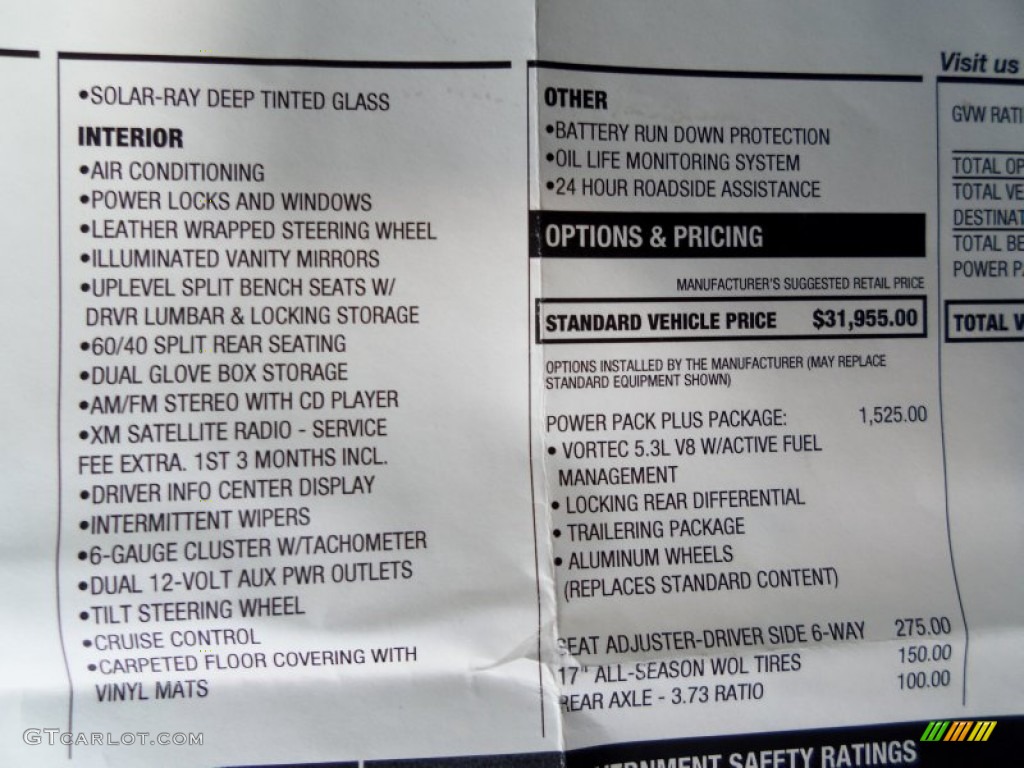 •SOLAR-RAY DEEP TINTED GLASS
INTERIOR
•AIR CONDITIONING
•POWER LOCKS AND WINDOWS
•LEATHER WRAPPED STEERING WHEEL
•ILLUMINATED VANITY MIRRORS
•UPLEVEL SPLIT BENCH SEATS W/
DRVR LUMBAR & LOCKING STORAGE
•60/40 SPLIT REAR SEATING
•DUAL GLOVE BOX STORAGE
•AM/FM STEREO WITH CD PLAYER
•XM SATELLITE RADIO - SERVICE
FEE EXTRA. 1ST 3 MONTHS INCL.
•DRIVER INFO CENTER DISPLAY
•INTERMITTENT WIPERS
•6-GAUGE CLUSTER W/TACHOMETER
•DUAL 12-VOLT AUX PWR OUTLETS
•TILT STEERING WHEEL
•CRUISE CONTROL
•CARPETED FLOOR COVERING WITH
VINYL MATS
OTHER
•BATTERY RUN DOWN PROTECTION
•OIL LIFE MONITORING SYSTEM
•24 HOUR ROADSIDE ASSISTANCE
OPTIONS & PRICING
MANUFACTURER'S SUGGESTED RETAIL PRICE
STANDARD VEHICLE PRICE $31,955.00
OPTIONS INSTALLED BY THE MANUFACTURER (MAY REPLACE
STANDARD EQUIPMENT SHOWN)
POWER PACK PLUS PACKAGE: 1,525.00
• VORTEC 5.3L V8 W/ACTIVE FUEL
MANAGEMENT
• LOCKING REAR DIFFERENTIAL
• TRAILERING PACKAGE
• ALUMINUM WHEELS
(REPLACES STANDARD CONTENT)
SEAT ADJUSTER-DRIVER SIDE 6-WAY 275.00
17" ALL-SEASON WOL TIRES 150.00
REAR AXLE - 3.73 RATIO 100.00
ERNMENT SAFETY RATINGS
Visit us
GVW RATI
TOTAL OP
TOTAL VE
DESTINAT
TOTAL BE
POWER P
TOTAL V
GTCARLOT.COM